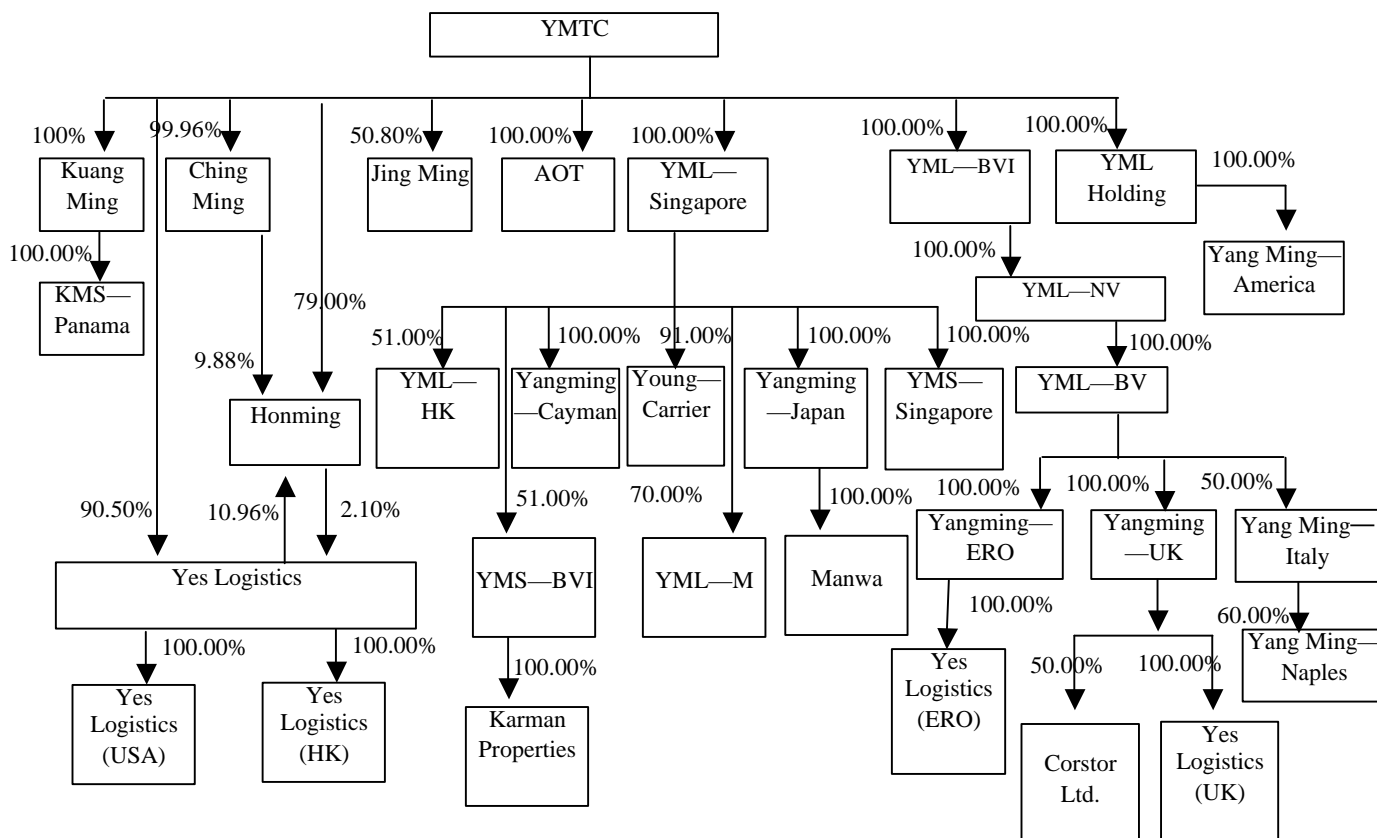 YMTC
100%
99.96%
50.80%
100.00%
100.00%
100.00%
100.00%
Kuang
Ming
Ching
Ming
Jing Ming
AOT
YML—
Singapore
YML—BVI
YML
Holding
100.00%
100.00%
KMS—
Panama
79.00%
9.88%
100.00%
YML—NV
Yang Ming—
America
51.00%
100.00%
91.00%
100.00%
100.00%
100.00%
YML—
HK
Yangming
—Cayman
Young—
Carrier
Yangming
—Japan
YMS—
Singapore
YML—BV
Honming
90.50%
10.96%
2.10%
51.00%
70.00%
100.00%
100.00%
100.00%
50.00%
Yes Logistics
YMS—BVI
YML—M
Manwa
Yangming—
ERO
Yangming
—UK
Yang Ming—
Italy
100.00%
100.00%
100.00%
100.00%
50.00%
100.00%
60.00%
Yes
Logistics
(USA)
Yes
Logistics
(HK)
Karman
Properties
Yes
Logistics
(ERO)
Corstor
Ltd.
Yes
Logistics
(UK)
Yang Ming—
Naples